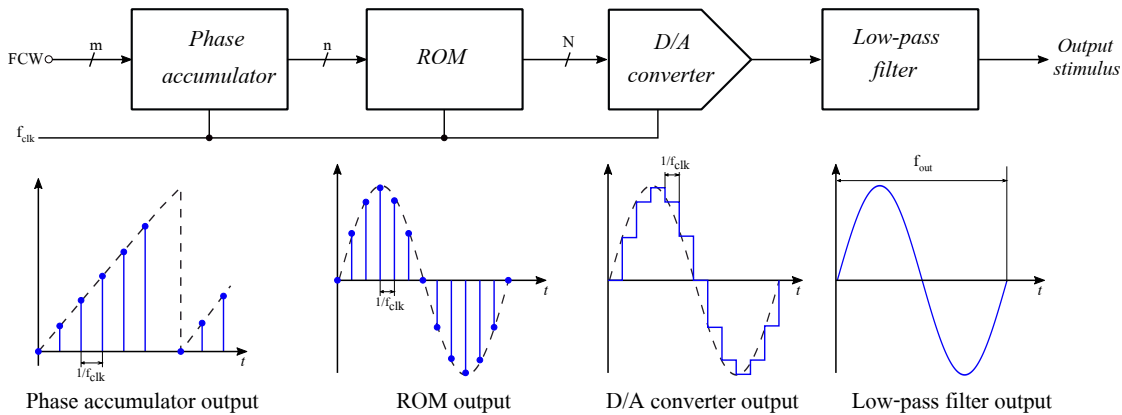 FCW
m
Phase
accumulator
n
ROM
N
D/A
converter
Low-pass
filter
Output
stimulus
f_clk
1/f_clk
t
Phase accumulator output
1/f_clk
t
ROM output
1/f_clk
t
D/A converter output
f_out
t
Low-pass filter output